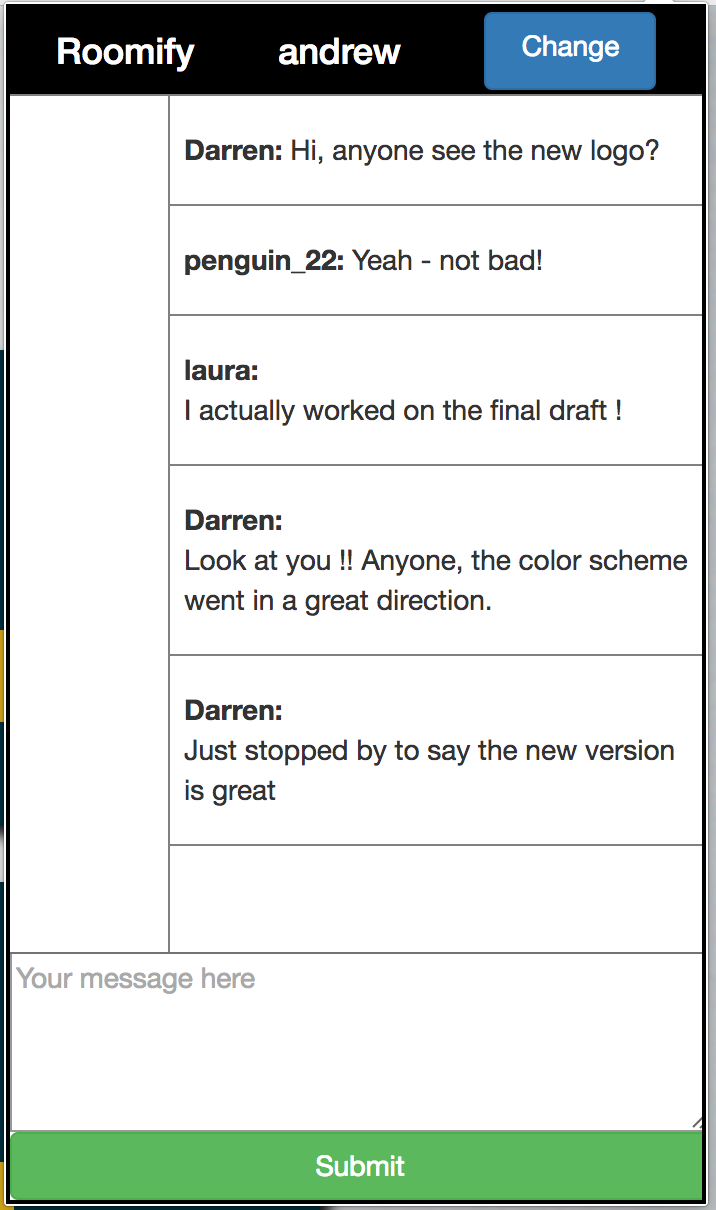 Roomify andrew Change
Darren: Hi, anyone see the new logo?
penguin_22: Yeah - not bad!
laura:
I actually worked on the final draft !
Darren:
Look at you !! Anyone, the color scheme
went in a great direction.
Darren:
Just stopped by to say the new version
is great
Your message here
Submit